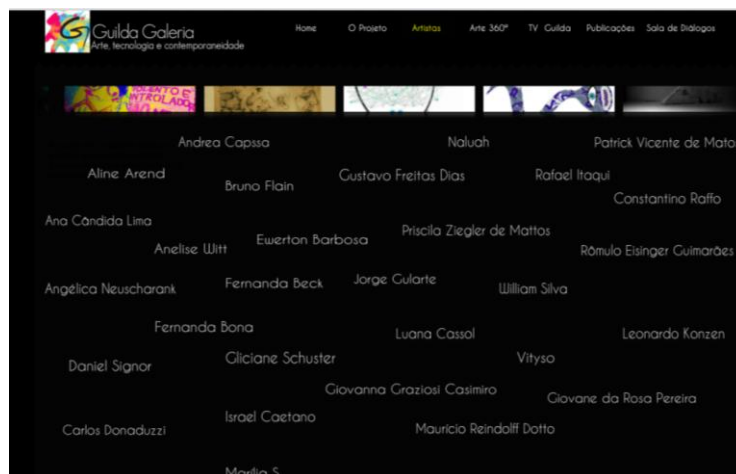 Guilda Galeria
Arte, tecnologia e contemporaneidade
Home O Projeto Artistas Arte 360° TV Guilda Publicações Sala de Diálogos
Andrea Capssa Naluah Patrick Vicente de Mato
Aline Arend Gustavo Freitas Dias Rafael Itaqui
Bruno Flain Constantino Raffo
Ana Cândida Lima Priscila Ziegler de Mattos
Anelise Witt Ewerton Barbosa Rômulo Eisinger Guimarães
Angélica Neuscharank Fernanda Beck Jorge Gularte William Silva
Fernanda Bona Luana Cassol Leonardo Konzen
Daniel Signor Gliciane Schuster Vityso
Giovanna Graziosi Casimiro Giovane da Rosa Pereira
Carlos Donaduzzi Israel Caetano Maurício Reindolff Dotto